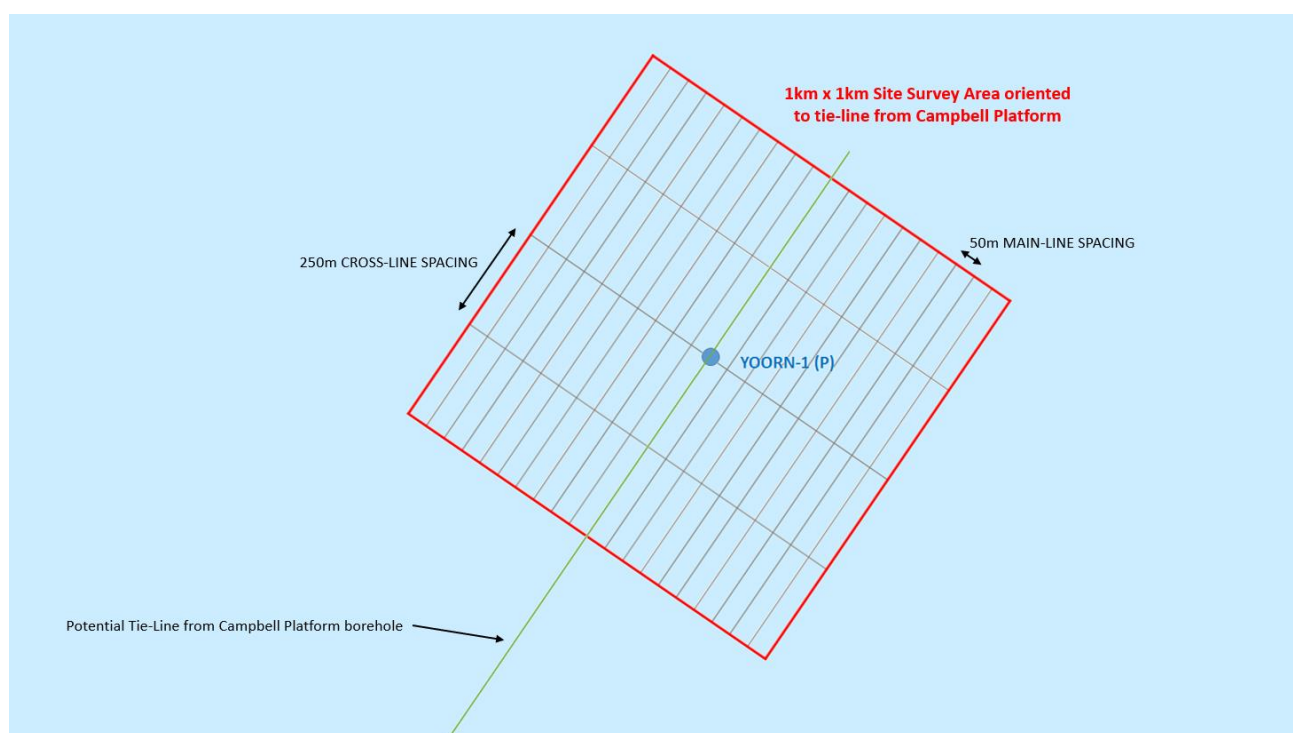 1km x 1km Site Survey Area oriented
to tie-line from Campbell Platform
50m MAIN-LINE SPACING
250m CROSS-LINE SPACING
YOORN-1 (P)
Potential Tie-Line from Campbell Platform borehole